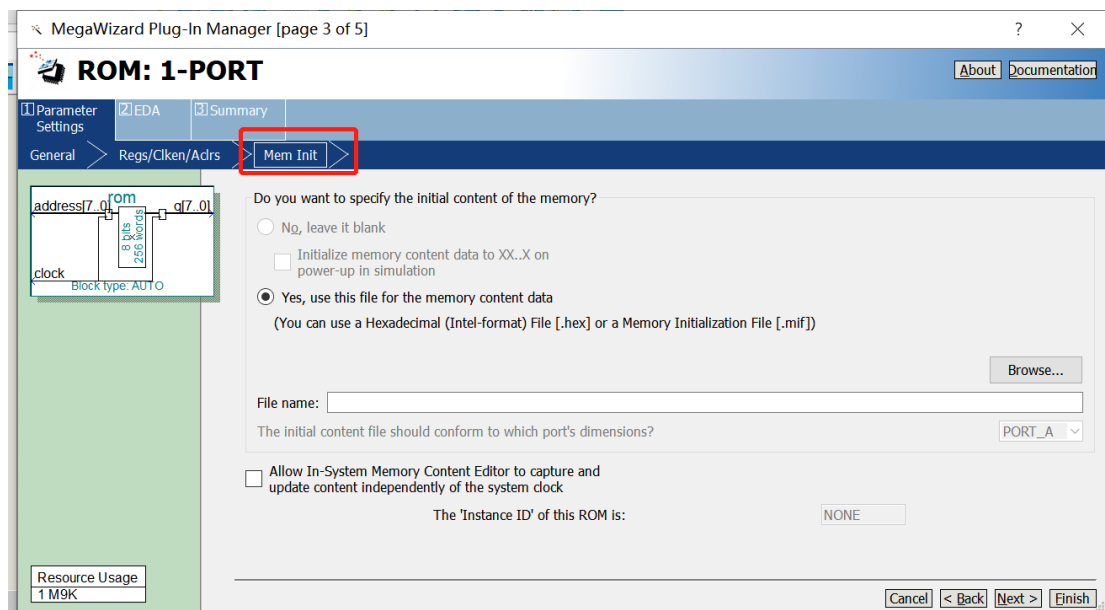 MegaWizard Plug-In Manager [page 3 of 5]
?
ROM: 1-PORT
About
Documentation
1 Parameter Settings
2 EDA
3 Summary
General
Regs/Clken/Aclrs
Mem Init
rom
address[7..0]
q[7..0]
8 bits
256 words
clock
Block type: AUTO
Do you want to specify the initial content of the memory?
No, leave it blank
Initialize memory content data to XX..X on
power-up in simulation
Yes, use this file for the memory content data
(You can use a Hexadecimal (Intel-format) File [.hex] or a Memory Initialization File [.mif])
Browse...
File name:
The initial content file should conform to which port's dimensions?
PORT_A
Allow In-System Memory Content Editor to capture and
update content independently of the system clock
The 'Instance ID' of this ROM is:
NONE
Resource Usage
1 M9K
Cancel
< Back
Next >
Finish